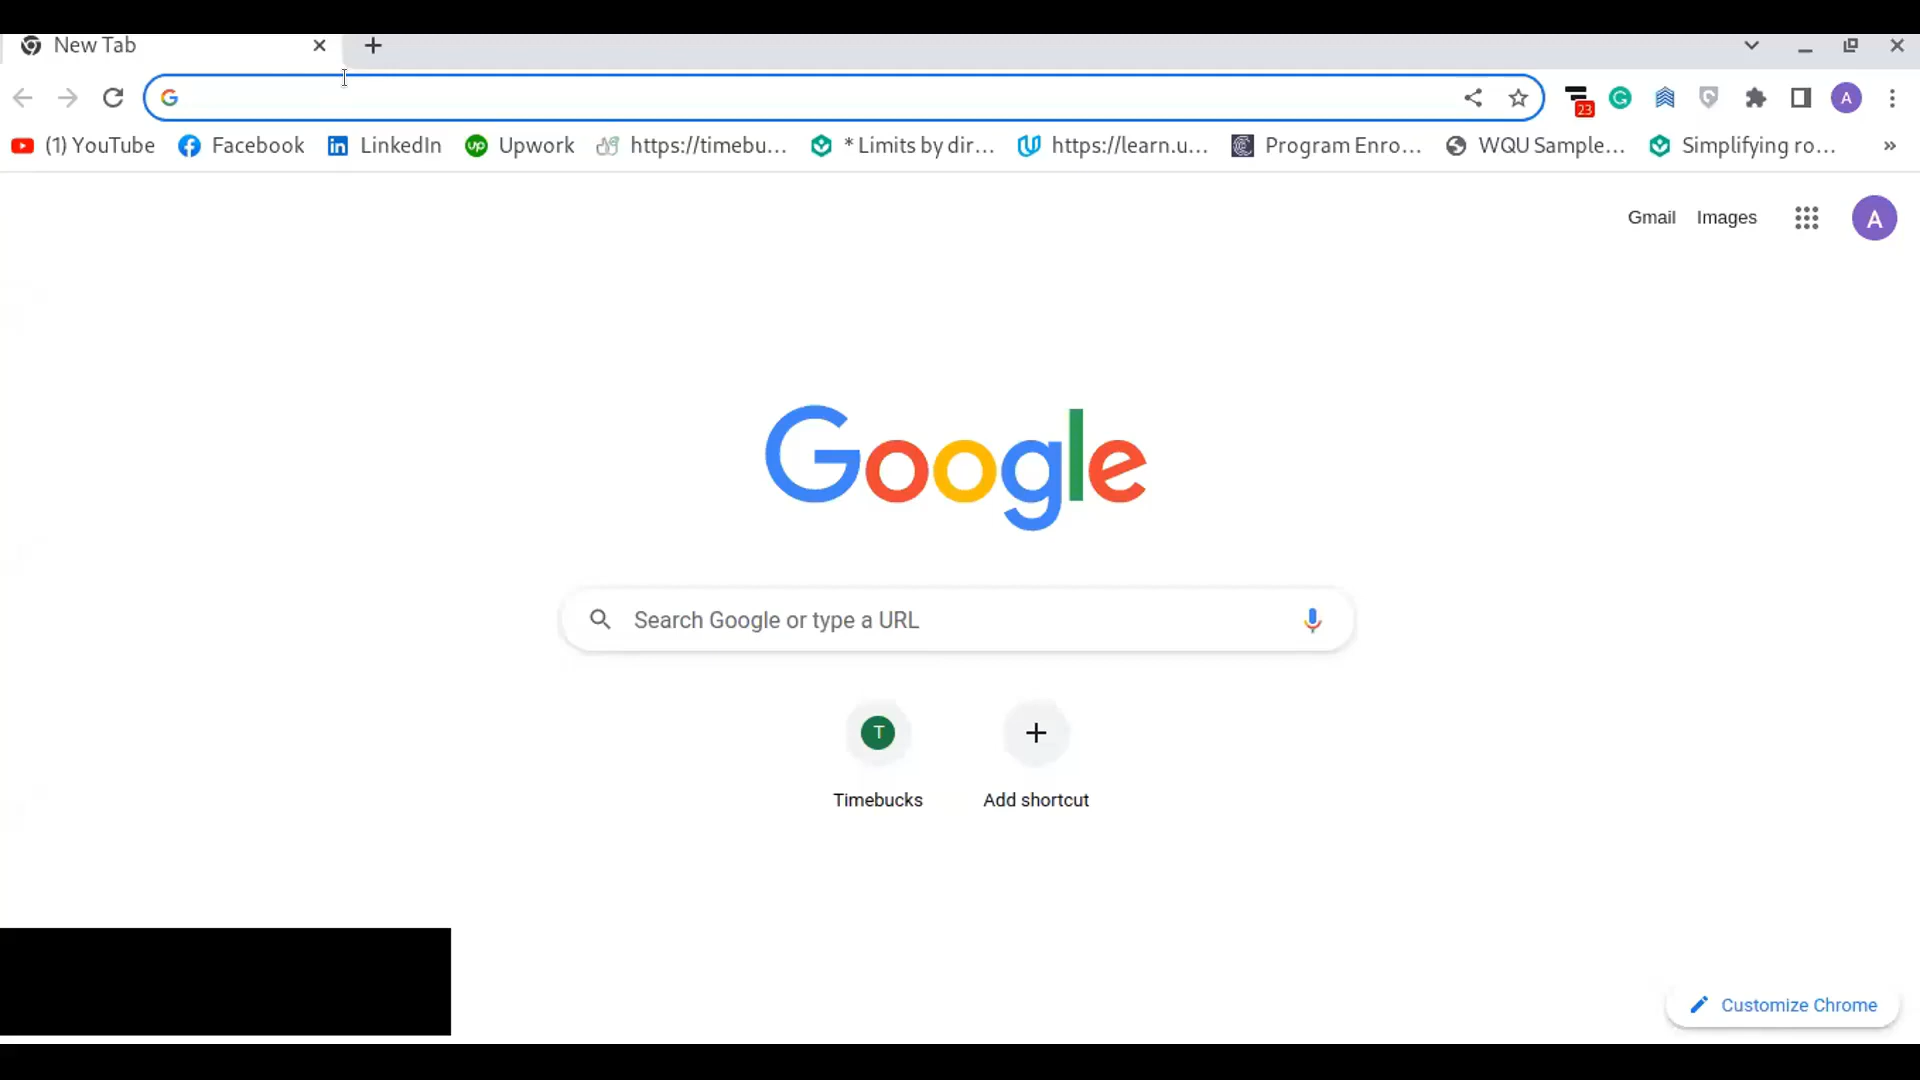 New Tab
23
A
(1) YouTube Facebook LinkedIn Upwork https://timebu... * Limits by dir... https://learn.u... Program Enro... WQU Sample... Simplifying ro... »
Gmail Images A
Google
Search Google or type a URL
T
Timebucks Add shortcut
Customize Chrome